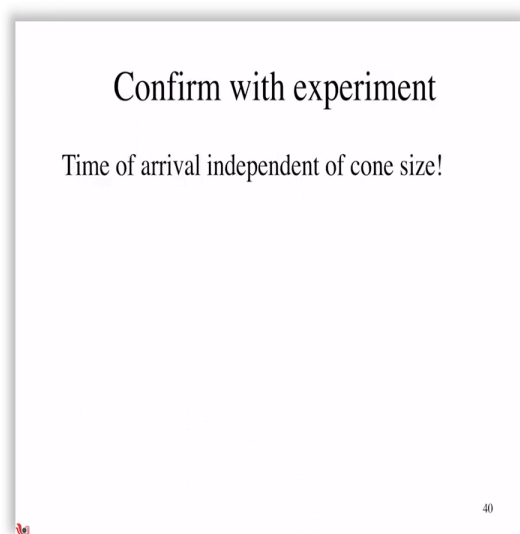 Confirm with experiment
Time of arrival independent of cone size!
40